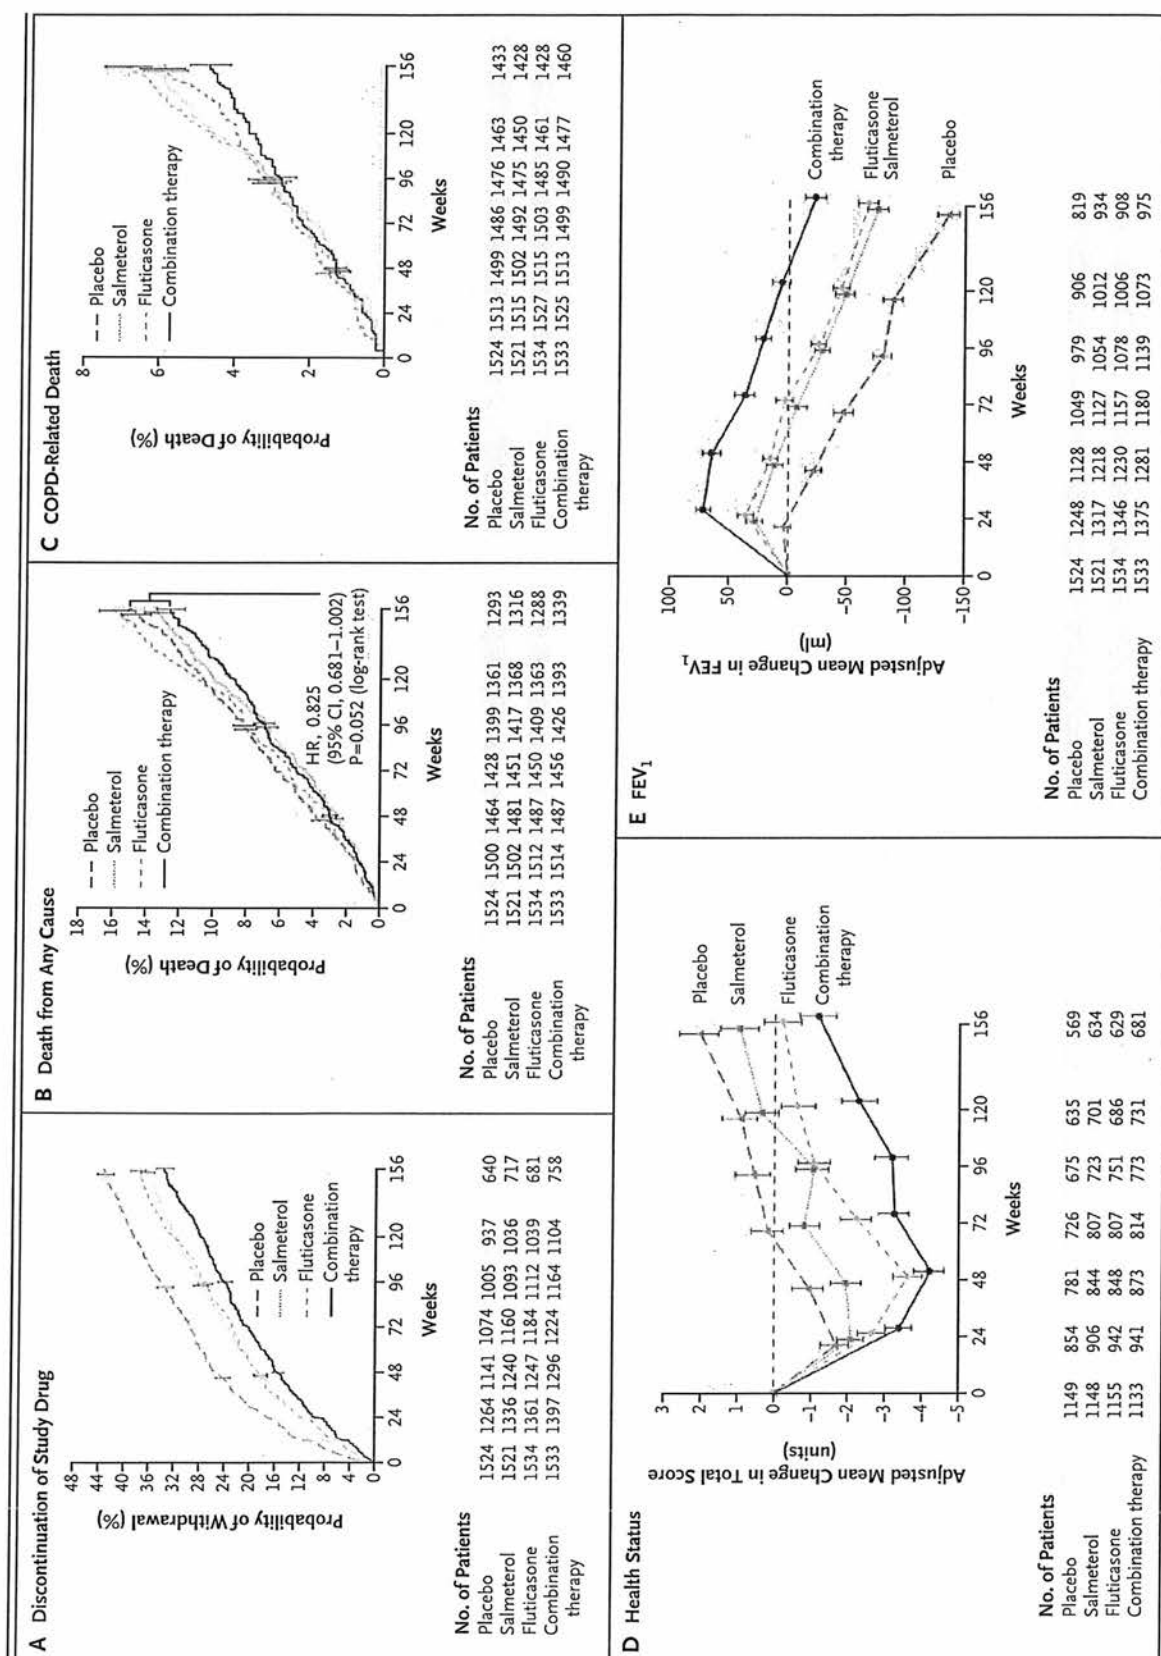 A Discontinuation of Study Drug
Probability of Withdrawal (%)
48
44
40
36
32
28
24
20
16
12
8
4
0
Placebo
Salmeterol
Fluticasone
Combination
therapy
0 24 48 72 96 120 156
Weeks
No. of Patients
Placebo 1524 1264 1141 1074 1005 937 640
Salmeterol 1521 1336 1240 1160 1093 1036 717
Fluticasone 1534 1361 1247 1184 1112 1039 681
Combination 1533 1397 1296 1224 1164 1104 758
therapy
B Death from Any Cause
Probability of Death (%)
18
16
14
12
10
8
6
4
2
0
Placebo
Salmeterol
Fluticasone
Combination therapy
HR, 0.825
(95% CI, 0.681–1.002)
P=0.052 (log-rank test)
0 24 48 72 96 120 156
Weeks
No. of Patients
Placebo 1524 1500 1464 1428 1399 1361 1293
Salmeterol 1521 1502 1481 1451 1417 1368 1316
Fluticasone 1534 1512 1487 1450 1409 1363 1288
Combination 1533 1514 1487 1456 1426 1393 1339
therapy
C COPD-Related Death
Probability of Death (%)
8
6
4
2
0
Placebo
Salmeterol
Fluticasone
Combination therapy
0 24 48 72 96 120 156
Weeks
No. of Patients
Placebo 1524 1513 1499 1486 1476 1463 1433
Salmeterol 1521 1515 1502 1492 1475 1450 1428
Fluticasone 1534 1527 1515 1503 1485 1461 1428
Combination 1533 1525 1513 1499 1490 1477 1460
therapy
D Health Status
Adjusted Mean Change in Total Score
(units)
3
2
1
0
-1
-2
-3
-4
-5
Placebo
Salmeterol
Fluticasone
Combination
therapy
0 24 48 72 96 120 156
Weeks
No. of Patients
Placebo 1149 854 781 726 675 635 569
Salmeterol 1148 906 844 807 723 701 634
Fluticasone 1155 942 848 807 751 686 629
Combination therapy 1133 941 873 814 773 731 681
E FEV₁
Adjusted Mean Change in FEV₁
(ml)
100
50
0
-50
-100
-150
Combination
therapy
Fluticasone
Salmeterol
Placebo
0 24 48 72 96 120 156
Weeks
No. of Patients
Placebo 1524 1248 1128 1049 979 906 819
Salmeterol 1521 1317 1218 1127 1054 1012 934
Fluticasone 1534 1346 1230 1157 1078 1006 908
Combination therapy 1533 1375 1281 1180 1139 1073 975